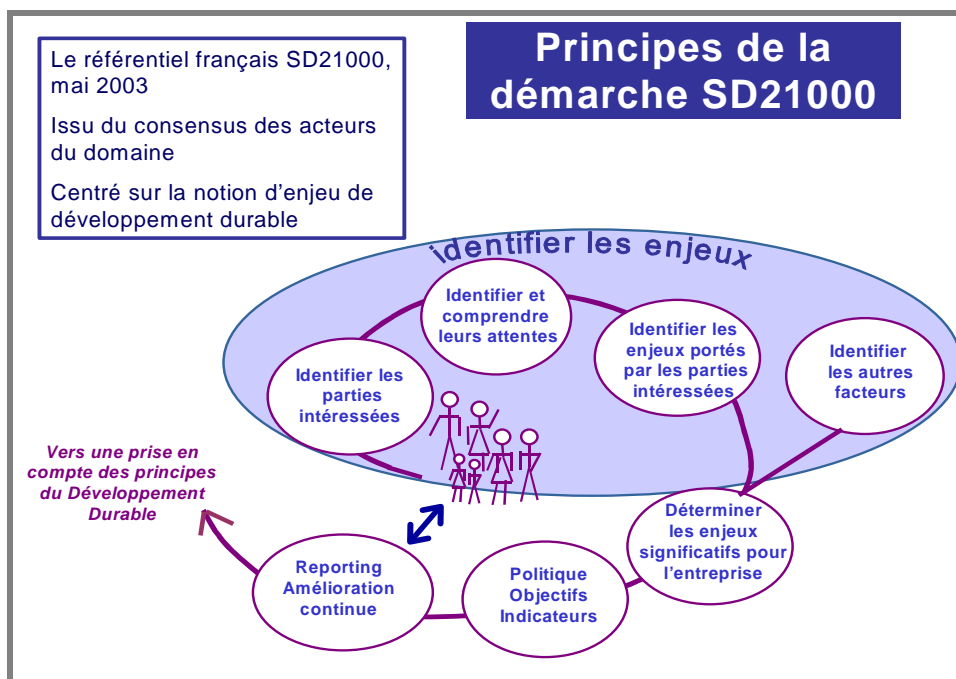 Le référentiel français SD21000,
mai 2003
Issu du consensus des acteurs
du domaine
Centré sur la notion d'enjeu de
développement durable
Principes de la
démarche SD21000
identifier les enjeux
Identifier et
comprendre
leurs attentes
Identifier les
enjeux portés
par les parties
intéressées
Identifier
les autres
facteurs
Identifier les
parties
intéressées
Vers une prise en
compte des principes
du Développement
Durable
Déterminer
les enjeux
significatifs pour
l'entreprise
Reporting
Amélioration
continue
Politique
Objectifs
Indicateurs